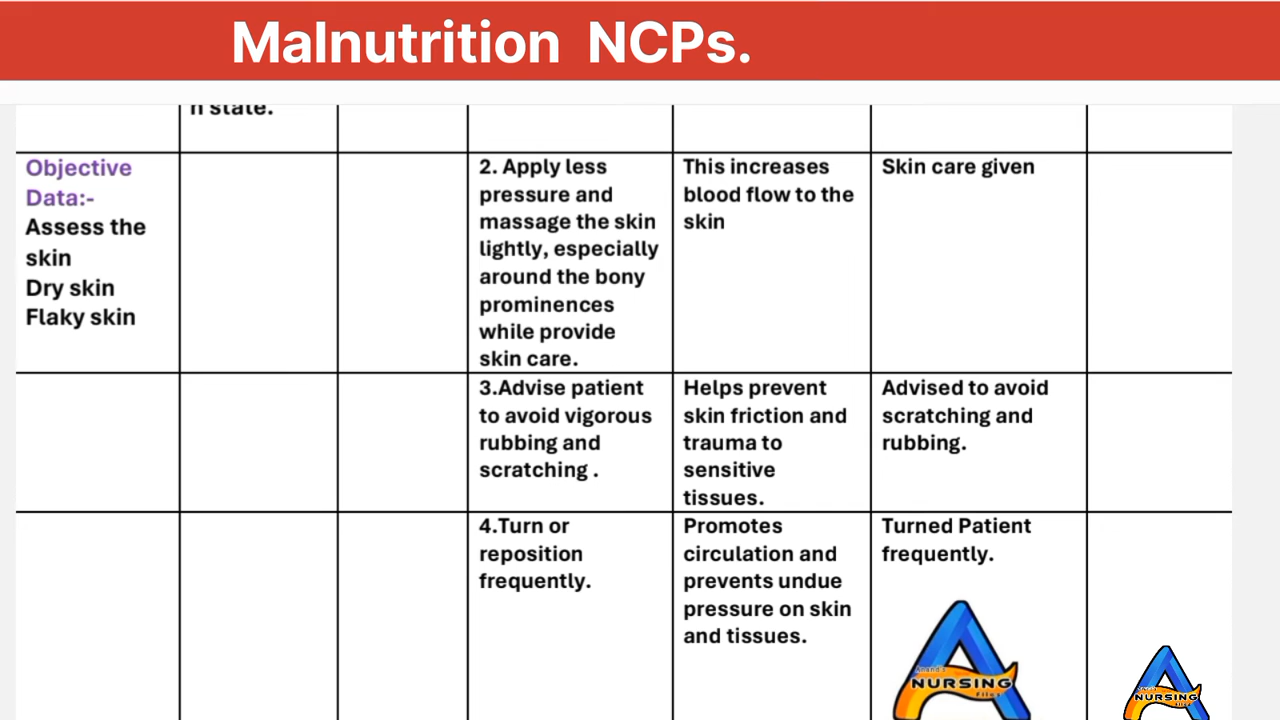 Malnutrition NCPs.
n state.
Objective
Data:-
Assess the
skin
Dry skin
Flaky skin
2. Apply less
pressure and
massage the skin
lightly, especially
around the bony
prominences
while provide
skin care.
This increases
blood flow to the
skin
Skin care given
3.Advise patient
to avoid vigorous
rubbing and
scratching .
Helps prevent
skin friction and
trauma to
sensitive
tissues.
Advised to avoid
scratching and
rubbing.
4.Turn or
reposition
frequently.
Promotes
circulation and
prevents undue
pressure on skin
and tissues.
Turned Patient
frequently.
Anand's
NURSING
Files
NURSING
Files